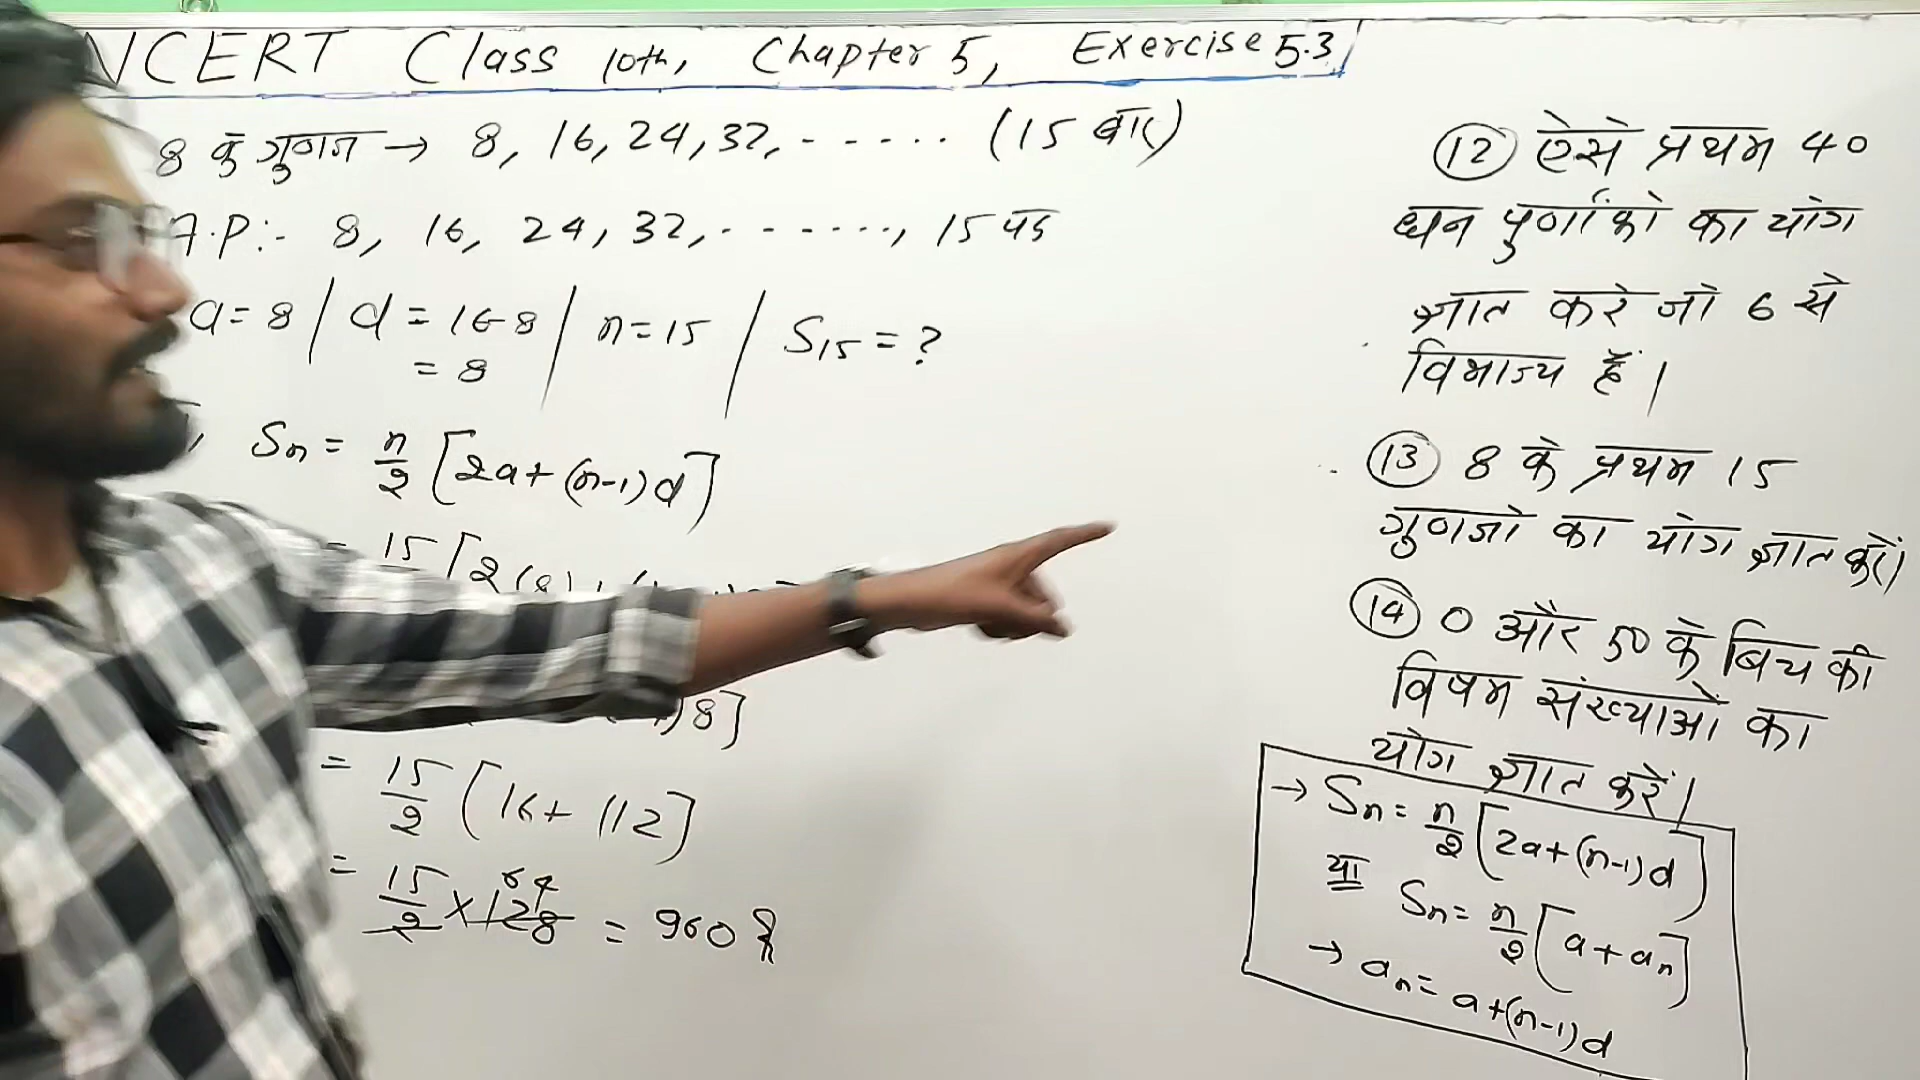 NCERT Class 10th, Chapter 5, Exercise 5.3
8 के गुणज → 8, 16, 24, 32, ------ (15 बार)
A.P:- 8, 16, 24, 32, -------, 15 पद
a = 8 | d = 16-8 | n = 15 | S15 = ?
= 8
Sn = n/2 [2a + (n-1)d]
= 15 [2(8)
)8]
= 15/2 [16 + 112]
= 15/2 × 128 64 = 960
(12) ऐसे प्रथम 40
धन पुर्णांको का योग
ज्ञात करे जो 6 से
विभाज्य हैं।
(13) 8 के प्रथम 15
गुणजो का योग ज्ञात करें।
(14) 0 और 50 के बिच की
विषम संख्याओं का
योग ज्ञात करें।
→ Sn = n/2 [2a + (n-1)d]
या Sn = n/2 [a + an]
→ an = a + (n-1)d